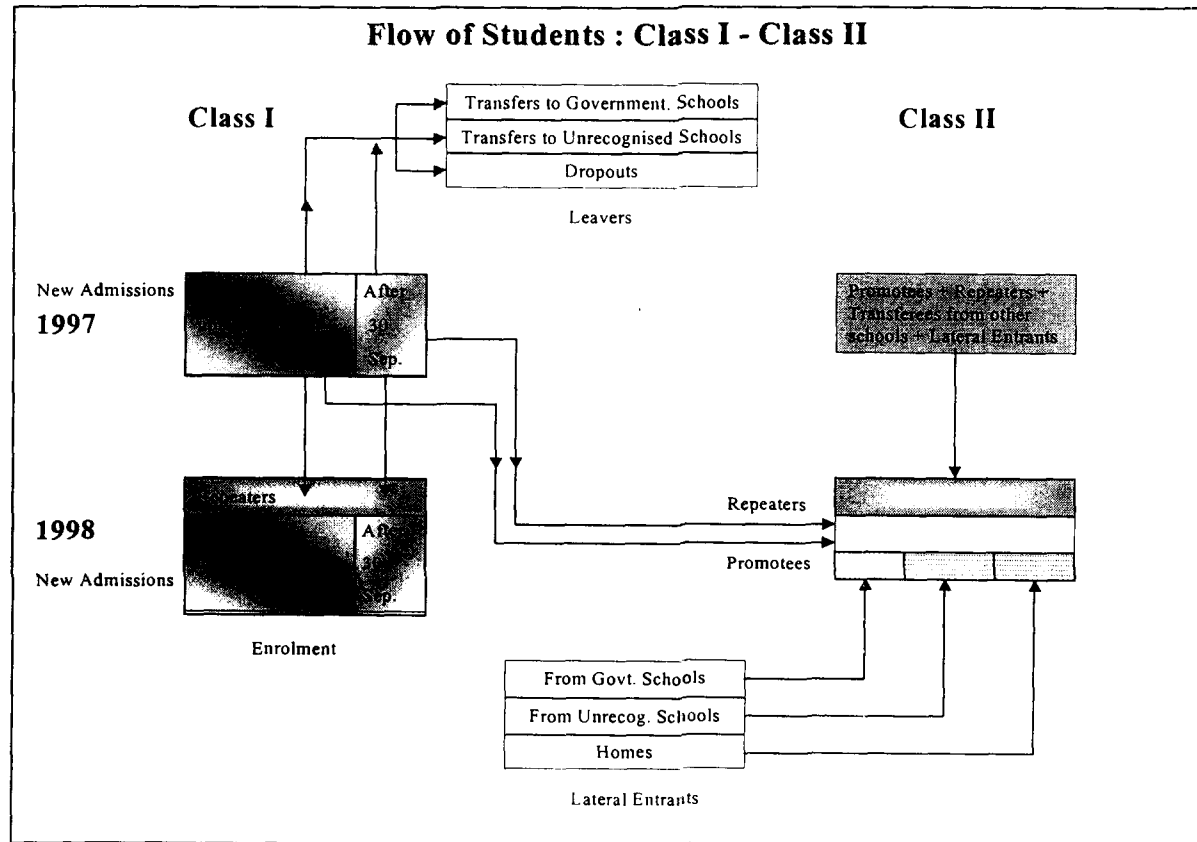 Flow of Students : Class I - Class II
Class I
Class II
Transfers to Government. Schools
Transfers to Unrecognised Schools
Dropouts
Leavers
New Admissions
1997
After
30
Sep.
Promotees + Repeaters +
Transferees from other
schools + Lateral Entrants
Repeaters
1998
New Admissions
After
Sep.
Enrolment
Repeaters
Promotees
From Govt. Schools
From Unrecog. Schools
Homes
Lateral Entrants